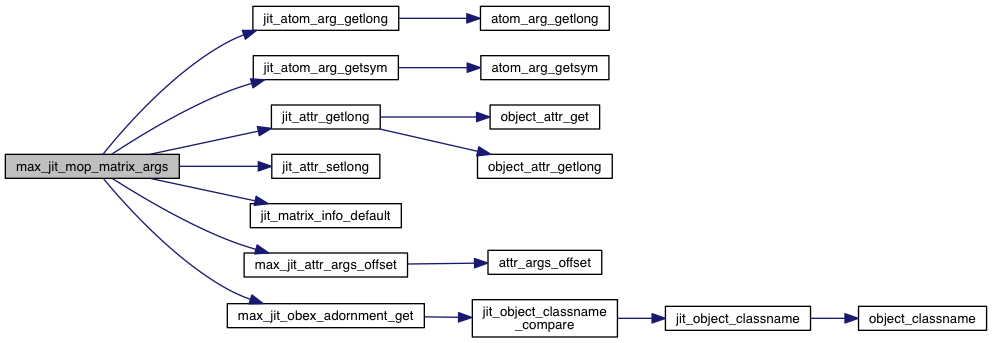 max_jit_mop_matrix_args
jit_atom_arg_getlong
atom_arg_getlong
jit_atom_arg_getsym
atom_arg_getsym
jit_attr_getlong
object_attr_get
object_attr_getlong
jit_attr_setlong
jit_matrix_info_default
max_jit_attr_args_offset
attr_args_offset
max_jit_obex_adornment_get
jit_object_classname
_compare
jit_object_classname
object_classname